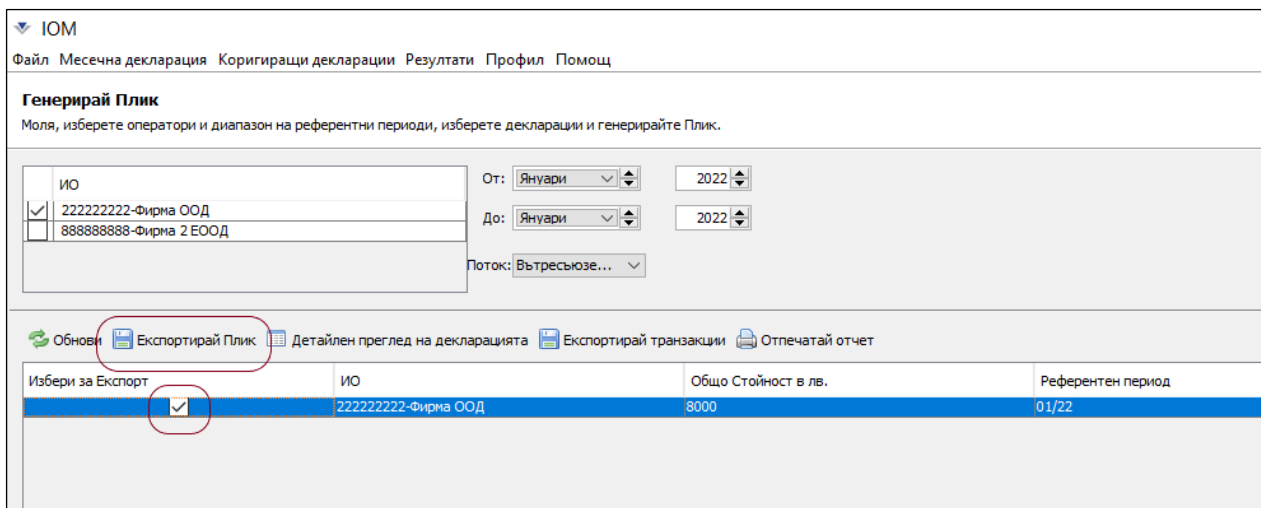 IOM
Файл Месечна декларация Коригиращи декларации Резултати Профил Помощ
Генерирай Плик
Моля, изберете оператори и диапазон на референтни периоди, изберете декларации и генерирайте Плик.
ИО
222222222-Фирма ООД
888888888-Фирма 2 ЕООД
От: Януари 2022
До: Януари 2022
Поток: Вътресъюзе...
Обнови Експортирай Плик Детайлен преглед на декларацията Експортирай транзакции Отпечатай отчет
Избери за Експорт ИО Общо Стойност в лв. Референтен период
222222222-Фирма ООД 8000 01/22